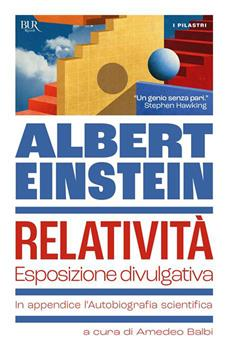 BUR
Rizzoli
I PILASTRI
"Un genio senza pari."
Stephen Hawking
ALBERT
EINSTEIN
RELATIVITÀ
Esposizione divulgativa
In appendice l'Autobiografia scientifica
a cura di Amedeo Balbi